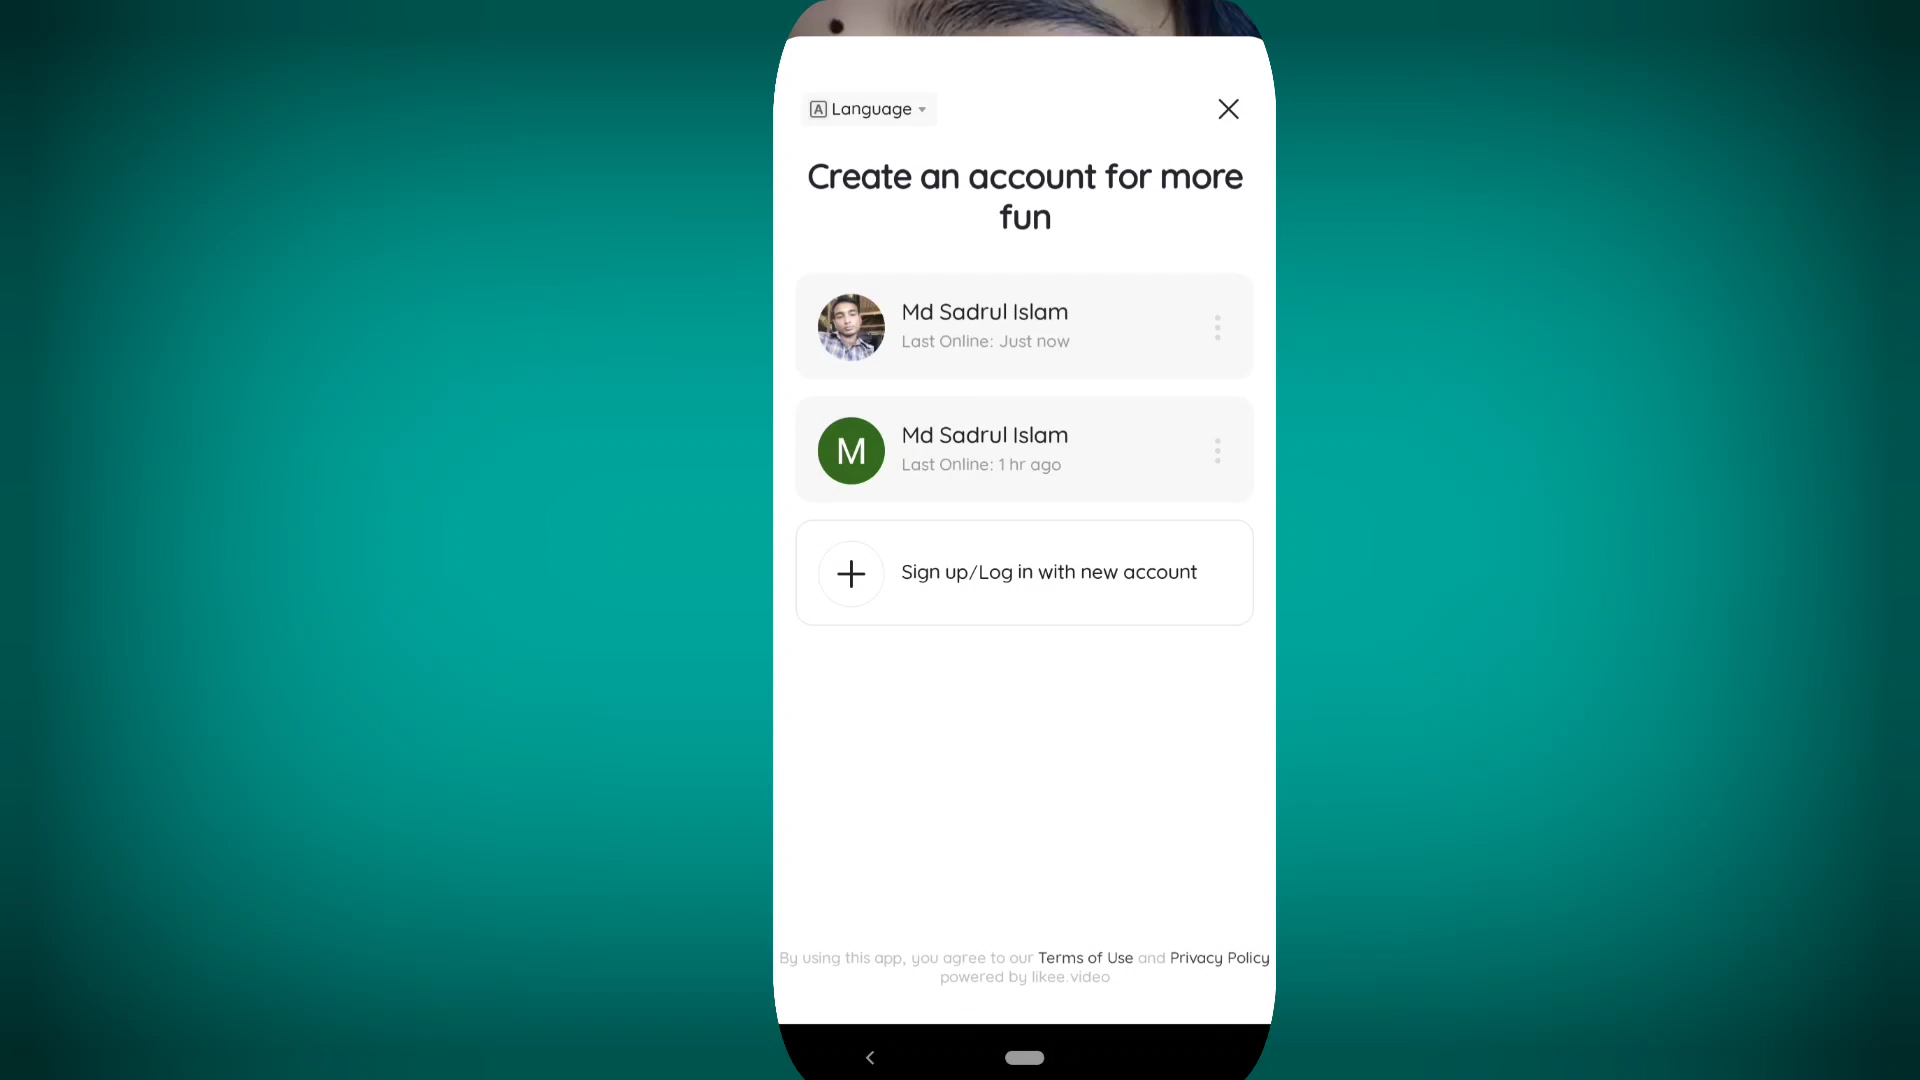 Language
Create an account for more
fun
Md Sadrul Islam
Last Online: Just now
M
Md Sadrul Islam
Last Online: 1 hr ago
Sign up/Log in with new account
By using this app, you agree to our Terms of Use and Privacy Policy
powered by likee.video